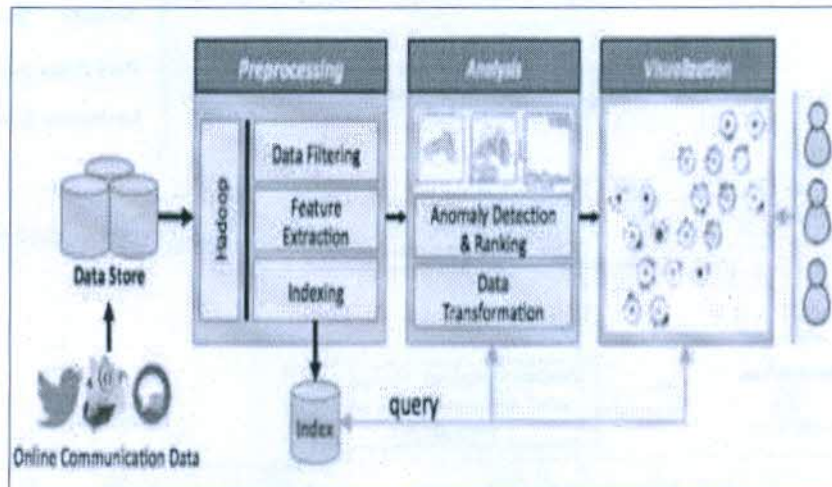 Preprocessing
Analysis
Visualization
Hadoop
Data Filtering
Feature
Extraction
Indexing
Anomaly Detection
& Ranking
Data
Transformation
Data Store
Online Communication Data
Index
query